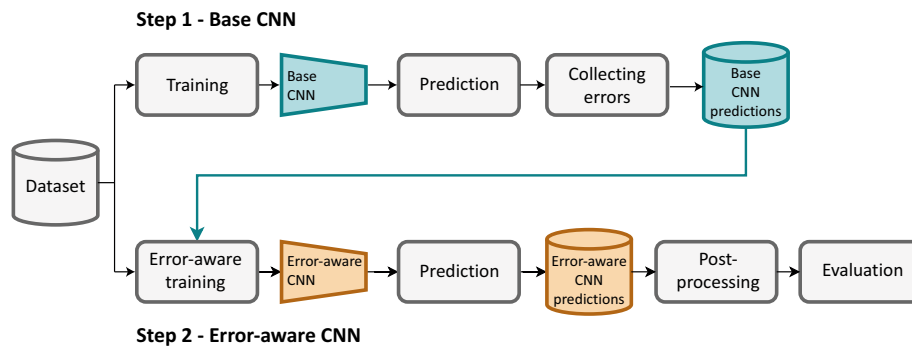 Step 1 - Base CNN
Training
Base
CNN
Prediction
Collecting
errors
Base
CNN
predictions
Dataset
Error-aware
training
Error-aware
CNN
Prediction
Error-aware
CNN
predictions
Post-
processing
Evaluation
Step 2 - Error-aware CNN